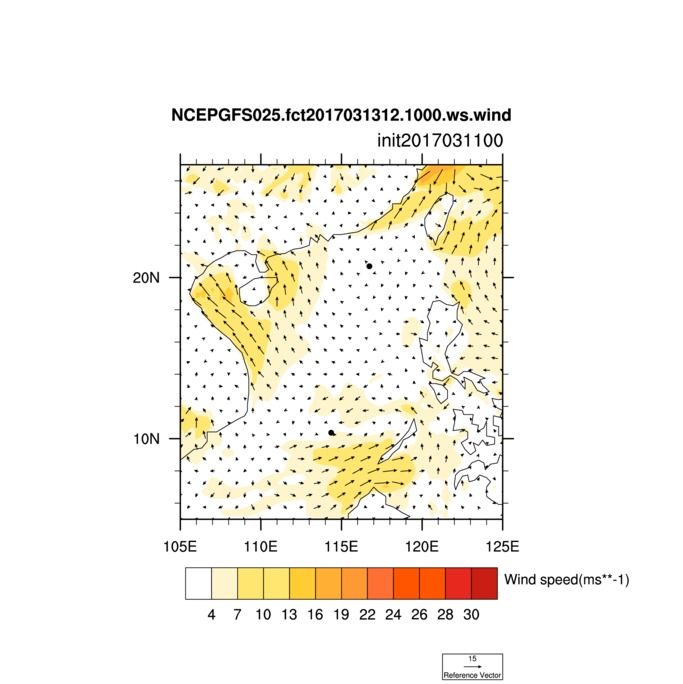 NCEPGFS025.fct2017031312.1000.ws.wind
init2017031100
20N
10N
105E 110E 115E 120E 125E
Wind speed(ms**-1)
4 7 10 13 16 19 22 24 26 28 30
15
Reference Vector